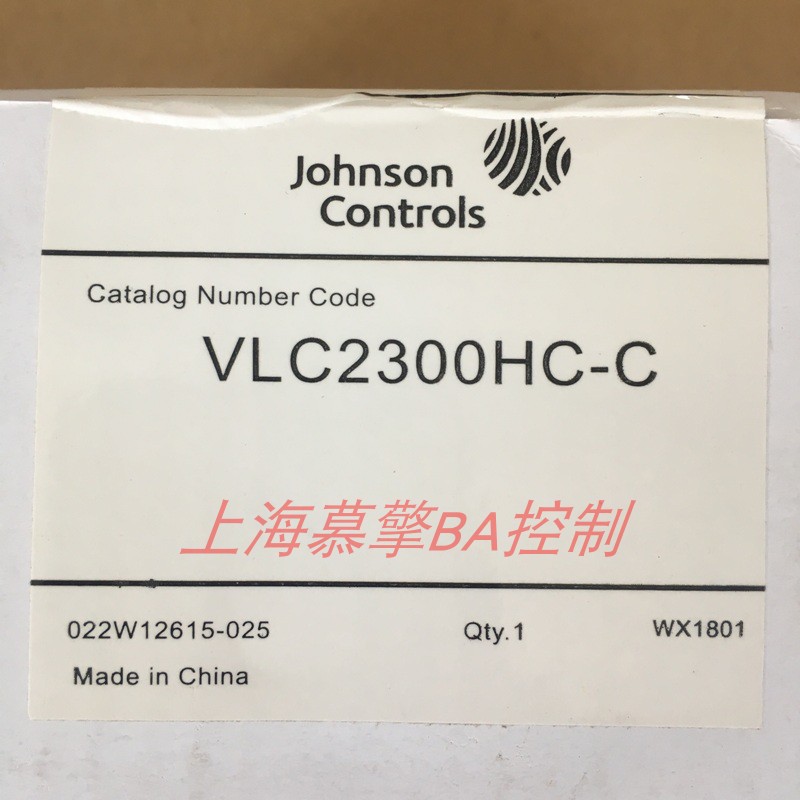 Johnson
Controls
Catalog Number Code
VLC2300HC-C
上海慕擎BA控制
022W12615-025 Qty.1 WX1801
Made in China